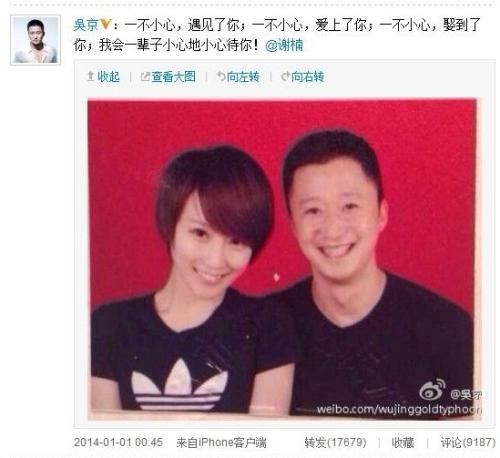 吴京：一不小心，遇见了你；一不小心，爱上了你；一不小心，娶到了
你；我会一辈子小心地小心待你！@谢楠
收起 | 查看大图 向左转 向右转
@吴京
weibo.com/wujinggoldtyphoon
2014-01-01 00:45 来自iPhone客户端 转发(17679) | 收藏 | 评论(9187)